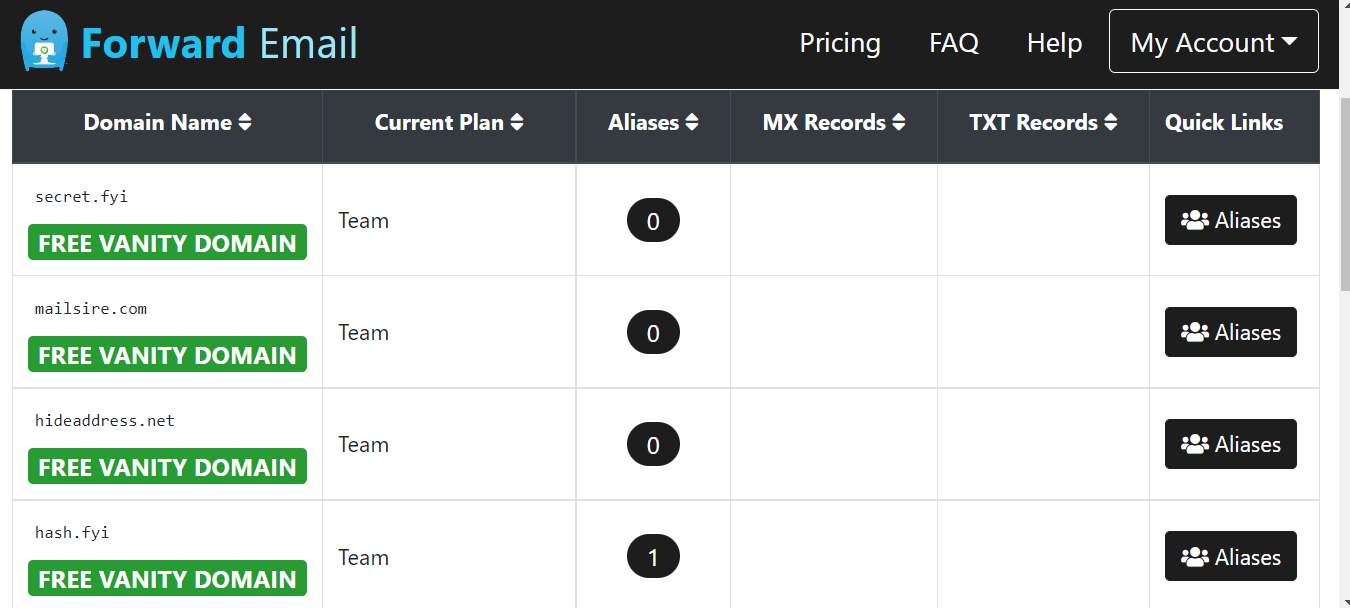 Forward Email
Pricing
FAQ
Help
My Account
Domain Name
Current Plan
Aliases
MX Records
TXT Records
Quick Links
secret.fyi
FREE VANITY DOMAIN
Team
0
Aliases
mailsire.com
FREE VANITY DOMAIN
Team
0
Aliases
hideaddress.net
FREE VANITY DOMAIN
Team
0
Aliases
hash.fyi
FREE VANITY DOMAIN
Team
1
Aliases